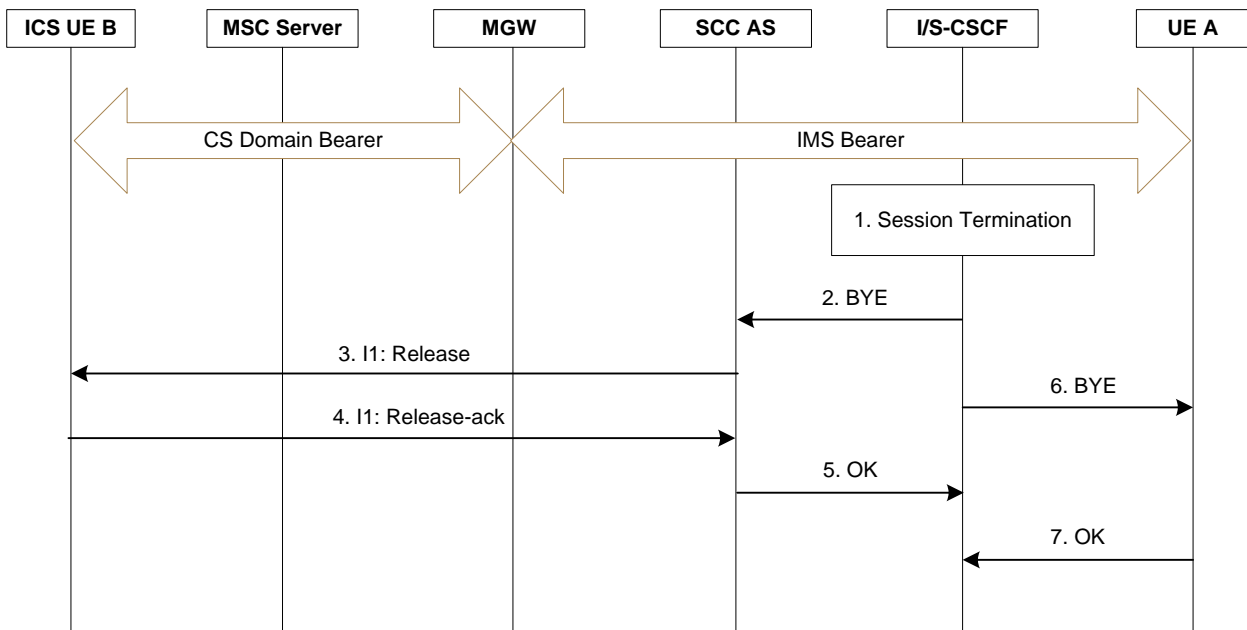 ICS UE B
MSC Server
MGW
SCC AS
I/S-CSCF
UE A
CS Domain Bearer
IMS Bearer
1. Session Termination
2. BYE
3. I1: Release
6. BYE
4. I1: Release-ack
5. OK
7. OK